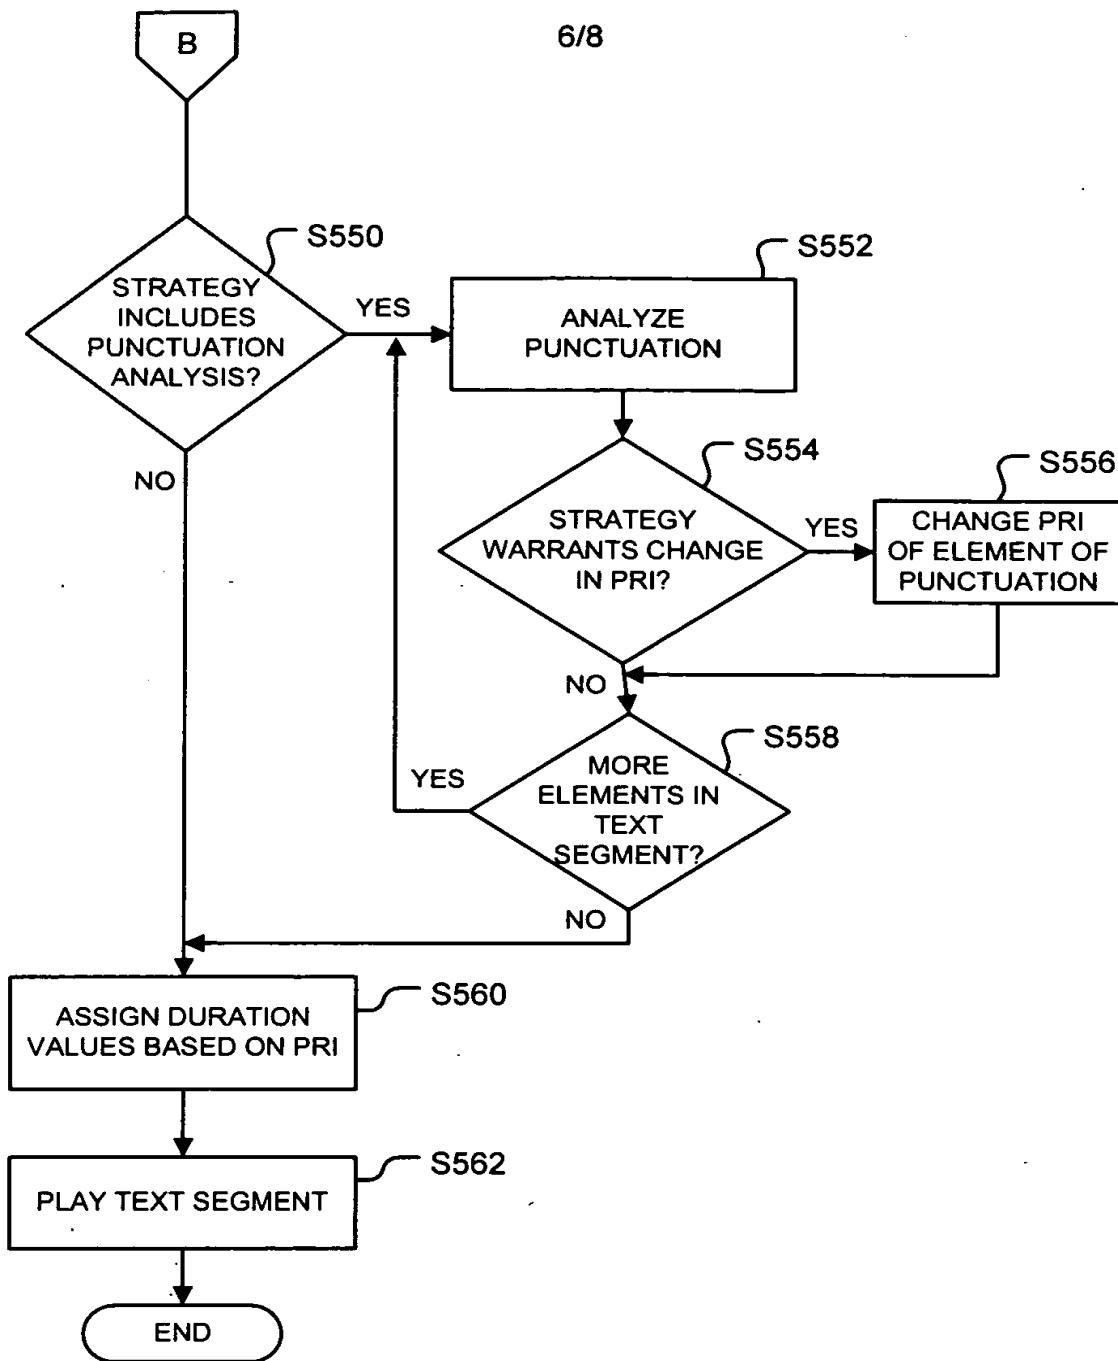 6/8
B
S550
STRATEGY
INCLUDES
PUNCTUATION
ANALYSIS?
YES
NO
S552
ANALYZE
PUNCTUATION
S554
STRATEGY
WARRANTS CHANGE
IN PRI?
YES
NO
S556
CHANGE PRI
OF ELEMENT OF
PUNCTUATION
S558
MORE
ELEMENTS IN
TEXT
SEGMENT?
YES
NO
S560
ASSIGN DURATION
VALUES BASED ON PRI
S562
PLAY TEXT SEGMENT
END